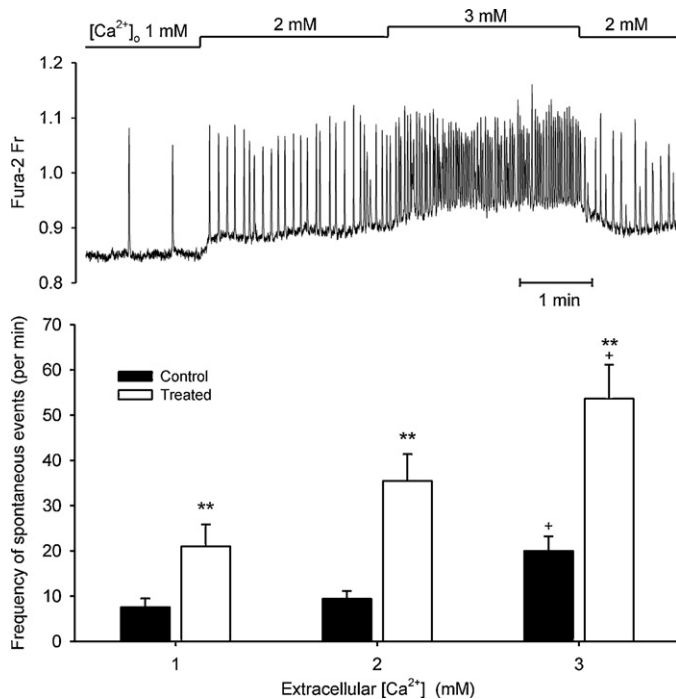 [Ca²⁺]ₒ 1 mM
2 mM
3 mM
2 mM
Fura-2 Fr
1.2
1.1
1.0
0.9
0.8
1 min
Frequency of spontaneous events (per min)
70
60
50
40
30
20
10
0
Control
Treated
**
**
+
**
+
1
2
3
Extracellular [Ca²⁺] (mM)